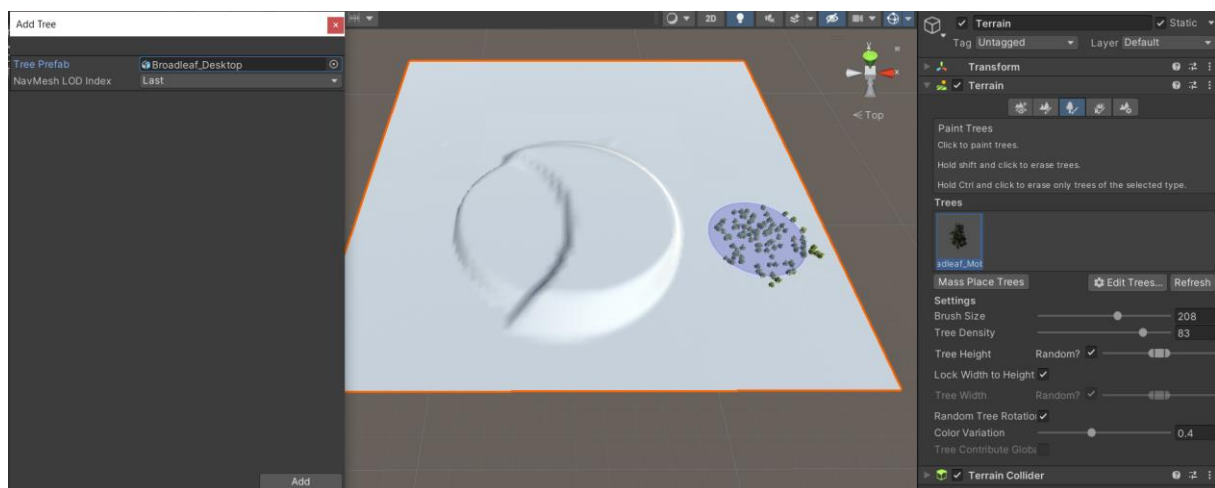 Add Tree
Tree Prefab
Broadleaf_Desktop
NavMesh LOD Index
Last
Add
2D
y
x
Top
Terrain
Static
Tag Untagged
Layer Default
Transform
Terrain
Paint Trees
Click to paint trees.
Hold shift and click to erase trees.
Hold Ctrl and click to erase only trees of the selected type.
Trees
adleaf_Mob
Mass Place Trees
Edit Trees...
Refresh
Settings
Brush Size
208
Tree Density
83
Tree Height
Random?
Lock Width to Height
Tree Width
Random?
Random Tree Rotatio
Color Variation
0.4
Tree Contribute Globa
Terrain Collider